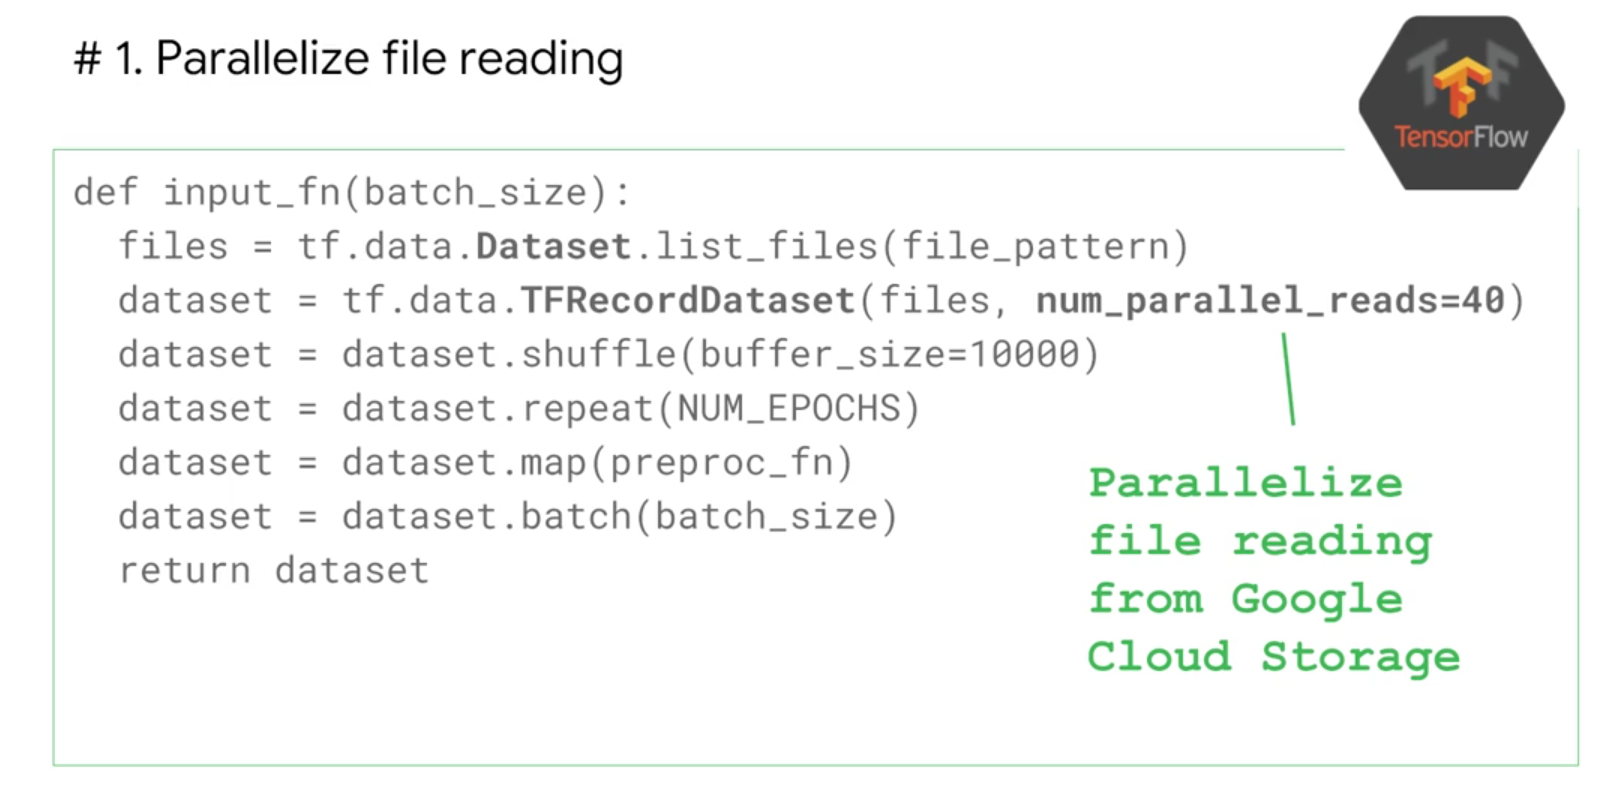 # 1. Parallelize file reading
TensorFlow
def input_fn(batch_size):
  files = tf.data.Dataset.list_files(file_pattern)
  dataset = tf.data.TFRecordDataset(files, num_parallel_reads=40)
  dataset = dataset.shuffle(buffer_size=10000)
  dataset = dataset.repeat(NUM_EPOCHS)
  dataset = dataset.map(preproc_fn)
  dataset = dataset.batch(batch_size)
  return dataset
Parallelize
file reading
from Google
Cloud Storage